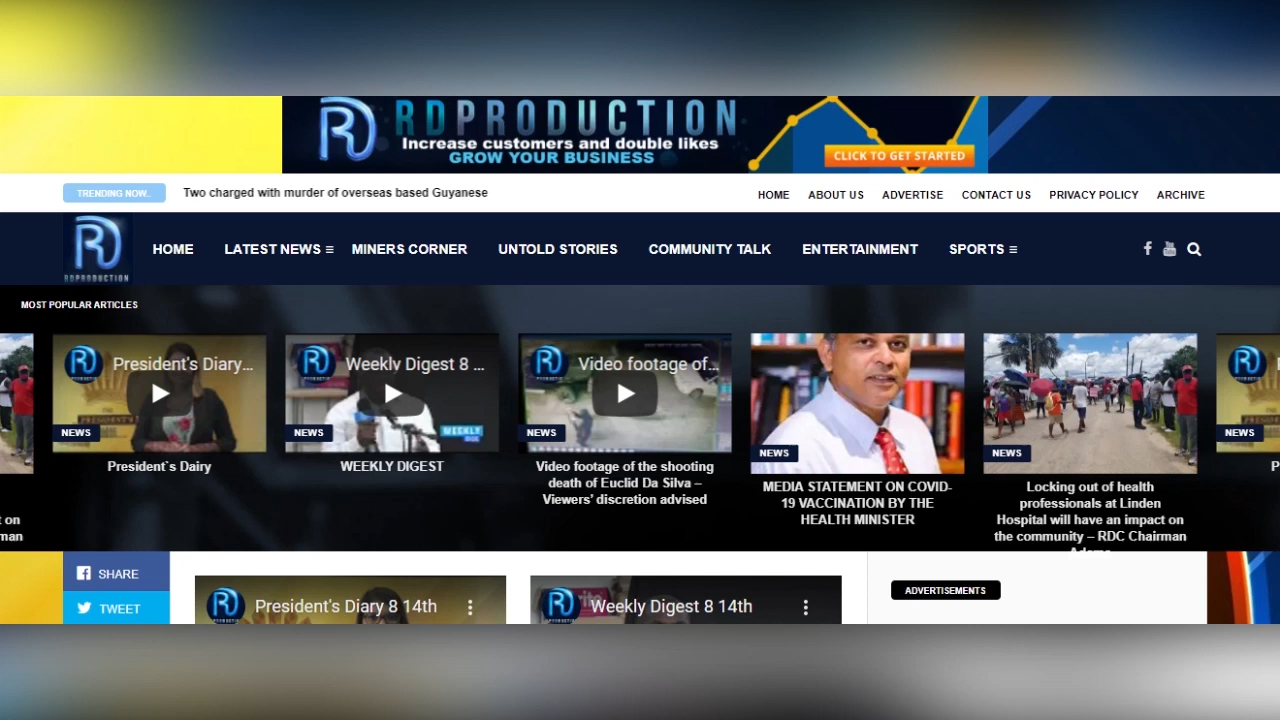 RDPRODUCTION
Increase customers and double likes
GROW YOUR BUSINESS
CLICK TO GET STARTED
TRENDING NOW..
Two charged with murder of overseas based Guyanese
HOME
ABOUT US
ADVERTISE
CONTACT US
PRIVACY POLICY
ARCHIVE
RDPRODUCTION
HOME
LATEST NEWS ≡
MINERS CORNER
UNTOLD STORIES
COMMUNITY TALK
ENTERTAINMENT
SPORTS ≡
MOST POPULAR ARTICLES
on
man
President's Diary...
NEWS
President`s Dairy
Weekly Digest 8 ...
WEEKLY
NEWS
WEEKLY DIGEST
Video footage of...
NEWS
Video footage of the shooting
death of Euclid Da Silva –
Viewers' discretion advised
NEWS
MEDIA STATEMENT ON COVID-
19 VACCINATION BY THE
HEALTH MINISTER
NEWS
Locking out of health
professionals at Linden
Hospital will have an impact on
the community – RDC Chairman
Adams
NEWS
P
SHARE
TWEET
President's Diary 8 14th
Weekly Digest 8 14th
ADVERTISEMENTS